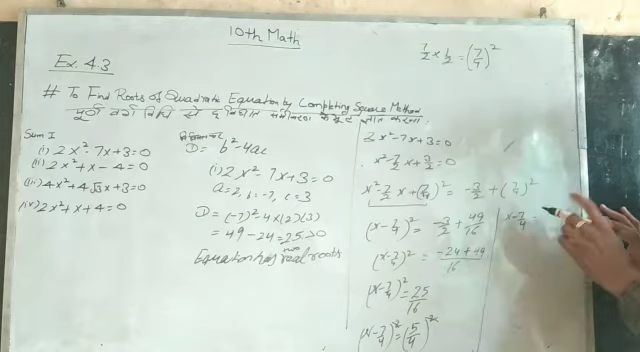 10th Math
Ex. 4.3
# To Find Roots of Quadratic Equation by Completing Square Method
पूर्ण वर्ग विधि से द्विघात समीकरण के मूल ज्ञात करना
Sum I
(i) 2x²-7x+3=0
(ii) 2x²+x-4=0
(iii) 4x²+4√3x+3=0
(iv) 2x²+x+4=0
D = b²-4ac
(i) 2x²-7x+3=0
a=2, b=-7, c=3
D = (-7)²-4×(2)(3)
= 49-24=25>0
Equation has two real roots
7/2 × 1/2 = (7/4)²
2x²-7x+3=0
x²-7/2 x+3/2=0
x²-7/2 x+(7/4)² = -3/2+(7/4)²
(x-7/4)² = -3/2+49/16
(x-7/4)² = -24+49/16
(x-7/4)² = 25/16
(x-7/4)² = (5/4)²
x-7/4 =